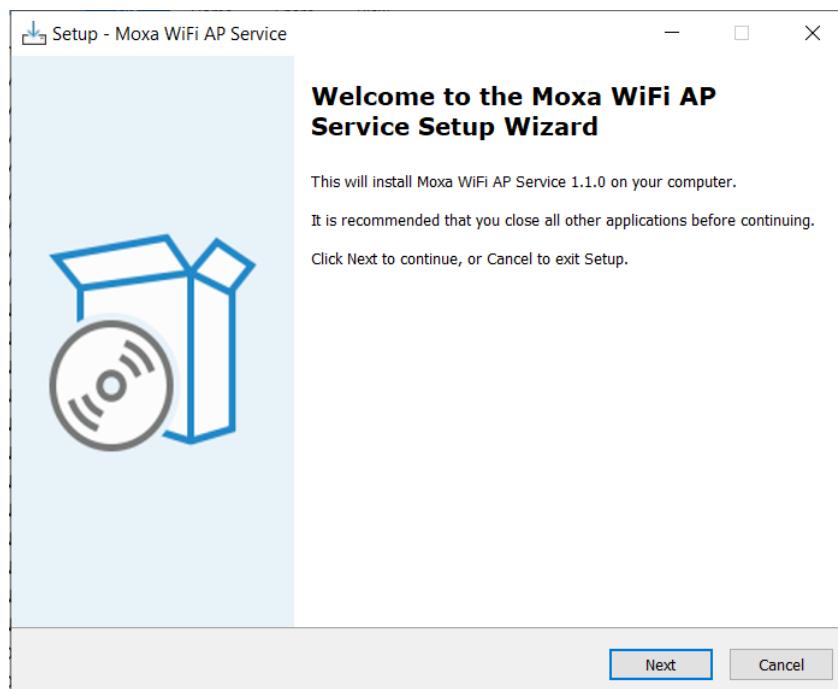 Setup - Moxa WiFi AP Service
Welcome to the Moxa WiFi AP
Service Setup Wizard
This will install Moxa WiFi AP Service 1.1.0 on your computer.
It is recommended that you close all other applications before continuing.
Click Next to continue, or Cancel to exit Setup.
Next
Cancel